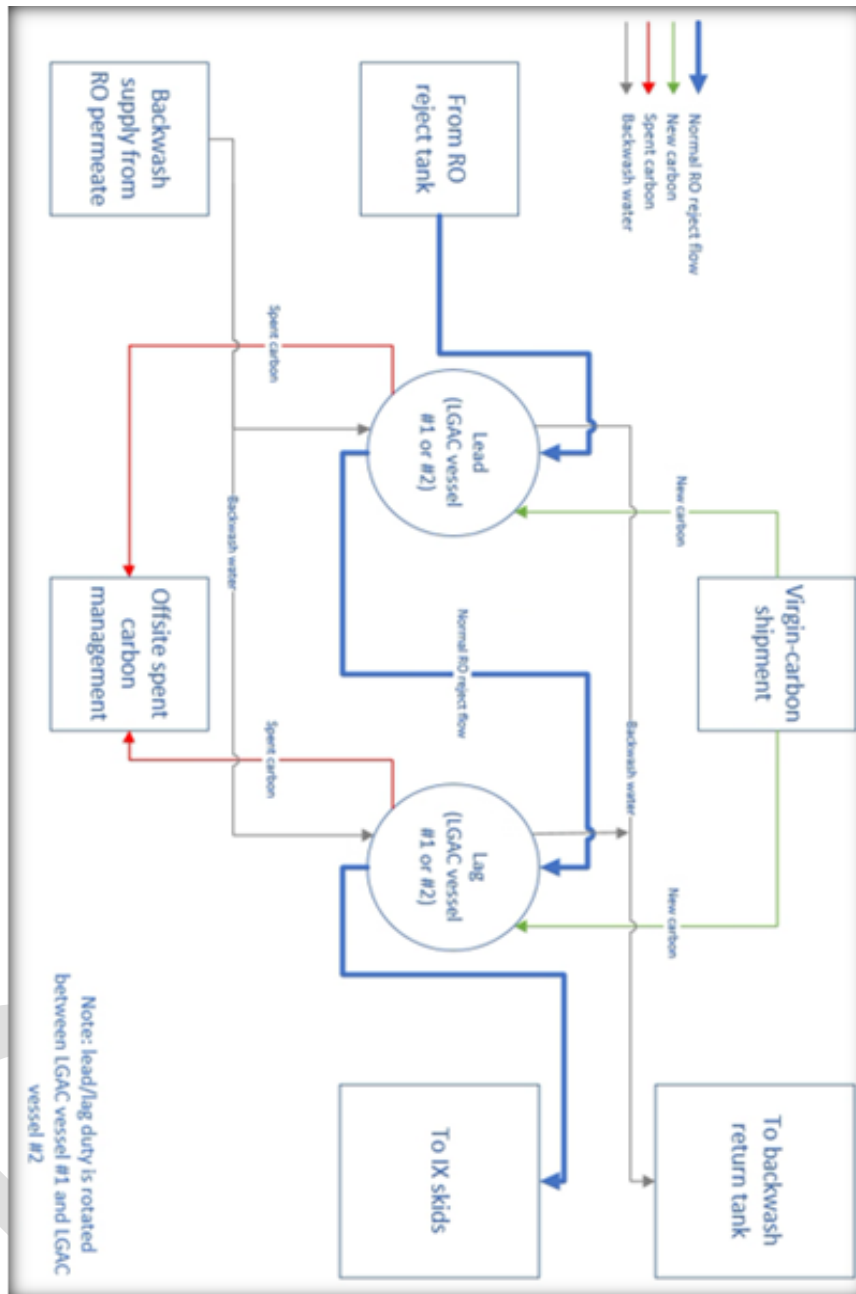 Normal RO reject flow
New carbon
Spent carbon
Backwash water
Virgin-carbon
shipment
To backwash
return tank
New carbon
New carbon
Backwash water
From RO
reject tank
Lead
(LGAC vessel
#1 or #2)
Normal RO reject flow
Lag
(LGAC vessel
#1 or #2)
To IX skids
Spent carbon
Spent carbon
Backwash water
Backwash
supply from
RO permeate
Offsite spent
carbon
management
Note: lead/lag duty is rotated
between LGAC vessel #1 and LGAC
vessel #2